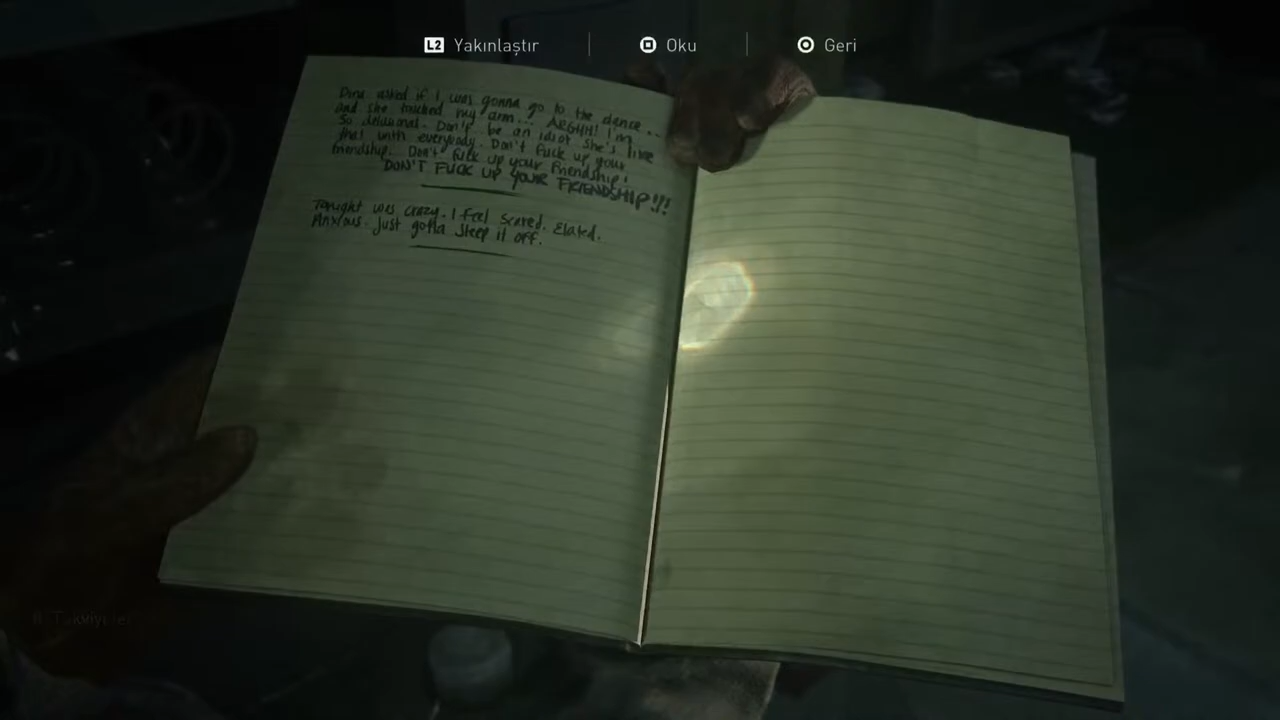 L2 Yakınlaştır
Oku
Geri
Dina asked if I was gonna go to the dance...
and she touched my arm... ARGHH! I'm
so delusional. Don't be an idiot. She's like
that with everybody. Don't fuck up your
friendship. Don't fuck up your friendship!
DON'T FUCK UP YOUR FRIENDSHIP!!!
Tonight was crazy. I feel scared. Elated.
Anxious. Just gotta sleep it off.